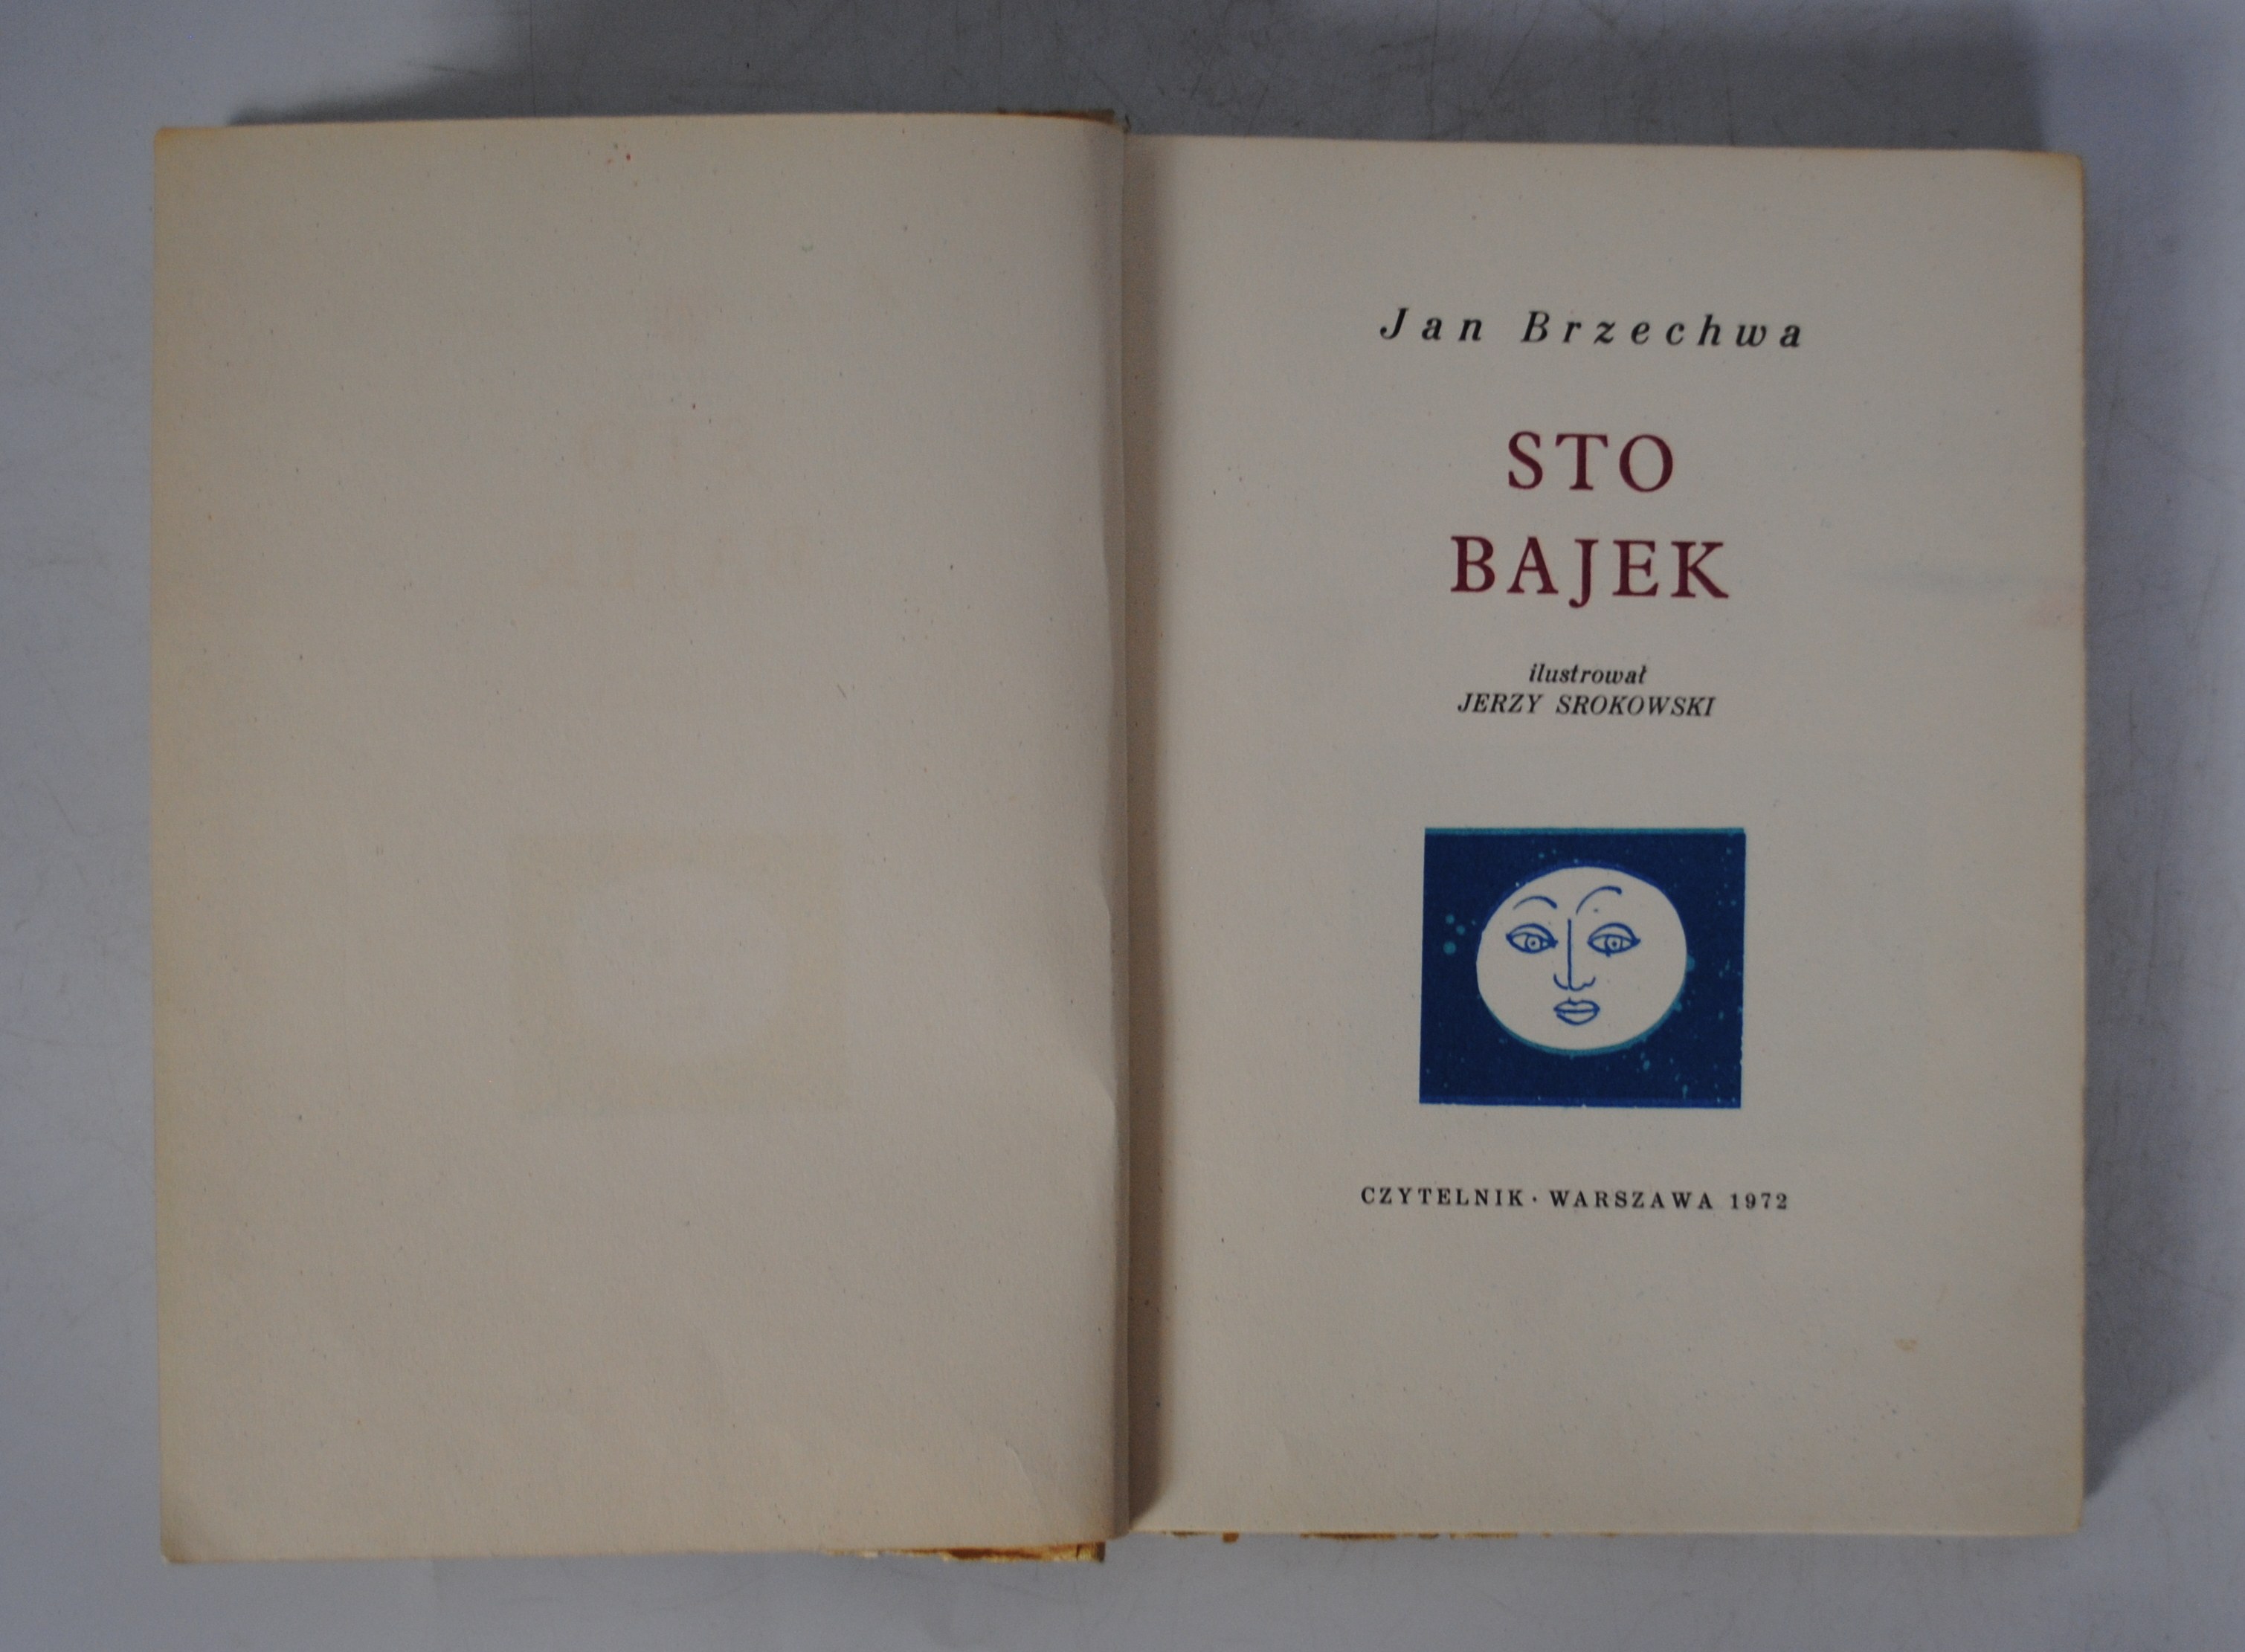 Jan Brzechwa
STO
BAJEK
ilustrował
JERZY SROKOWSKI
CZYTELNIK · WARSZAWA 1972